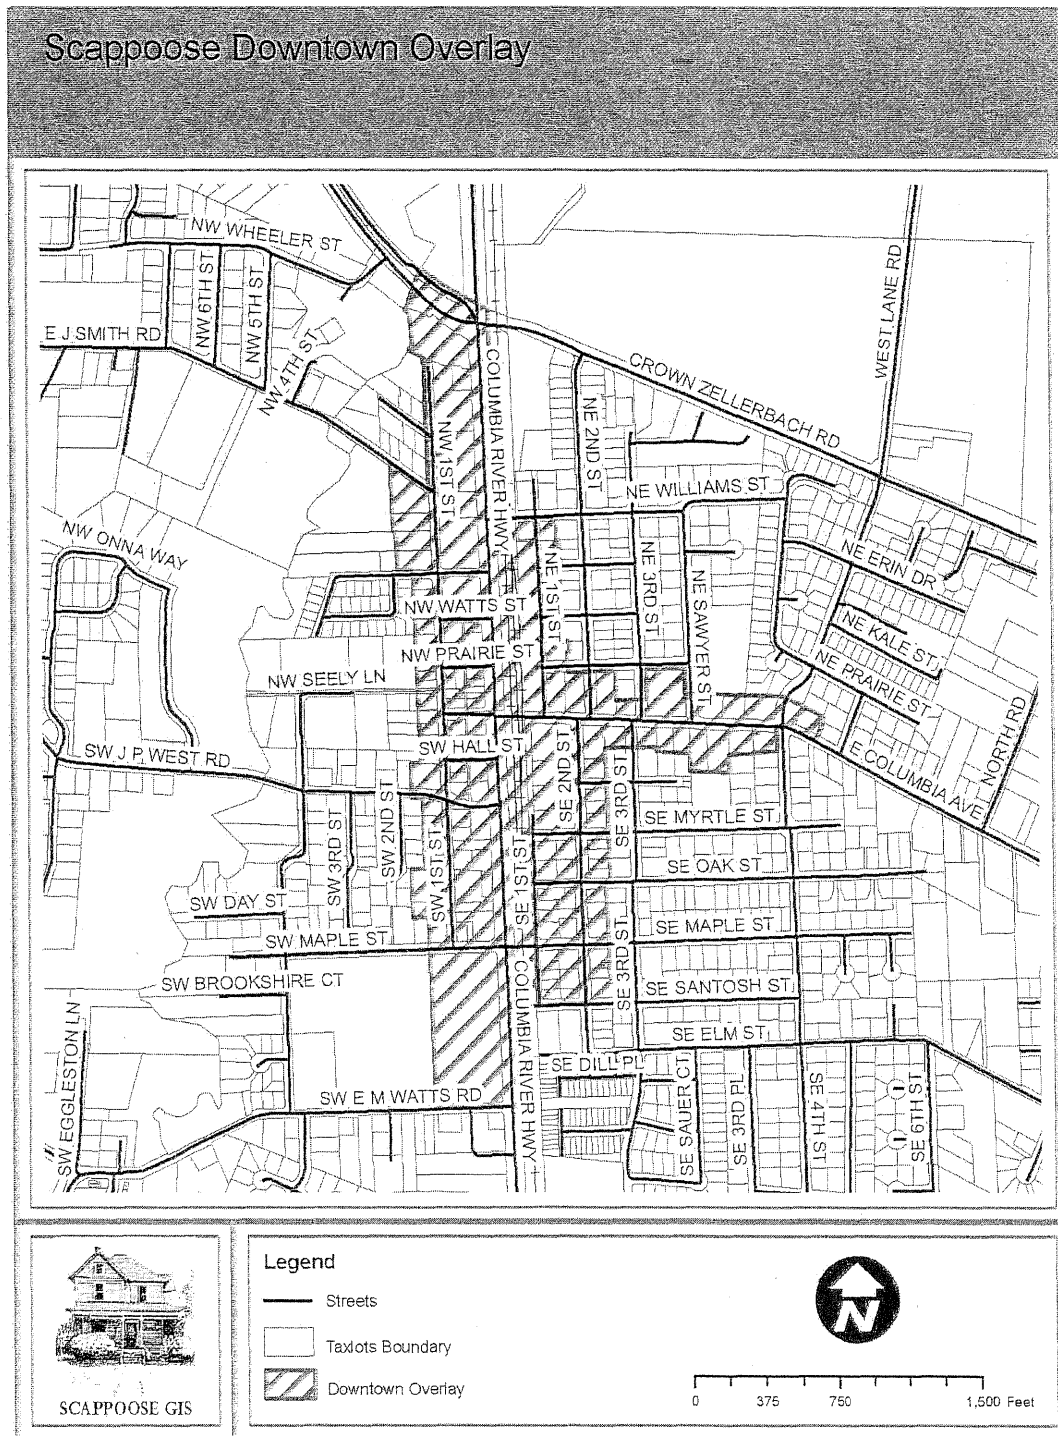 Scappoose Downtown Overlay
NW WHEELER ST
NW 6TH ST
NW 5TH ST
E J SMITH RD
NW 4TH ST
COLUMBIA RIVER HWY
WEST LANE RD
CROWN ZELLERBACH RD
NE 2ND ST
NW 1ST ST
NE WILLIAMS ST
NW ONNA WAY
NE 1ST ST
NE 3RD ST
NE SAWYER ST
NE ERIN DR
NW WATTS ST
NE KALE ST
NW PRAIRIE ST
NE PRAIRIE ST
NW SEELY LN
NORTH RD
SW J P WEST RD
SW HALL ST
SE 2ND ST
SE 3RD ST
E COLUMBIA AVE
SW 2ND ST
SW 3RD ST
SW 1ST ST
SE 1ST ST
SE MYRTLE ST
SE OAK ST
SW DAY ST
SW MAPLE ST
SE MAPLE ST
SE 3RD ST
SW BROOKSHIRE CT
COLUMBIA RIVER HWY
SE SANTOSH ST
SE ELM ST
SW EGGLESTON LN
SE DILL PL
SW E M WATTS RD
SE SAUER CT
SE 3RD PL
SE 4TH ST
SE 6TH ST
SCAPPOOSE GIS
Legend
Streets
Taxlots Boundary
Downtown Overlay
N
0 375 750 1,500 Feet